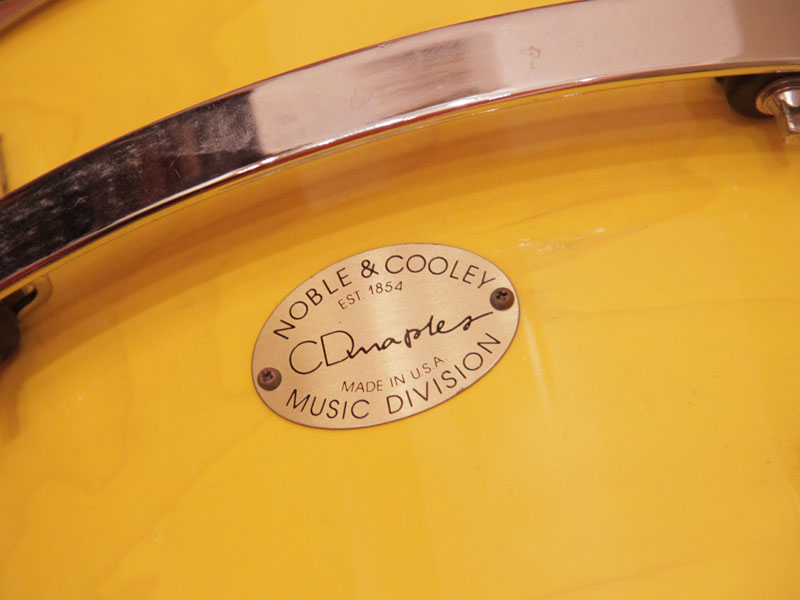 NOBLE & COOLEY
EST 1854
CDmaples
MADE IN U.S.A
MUSIC DIVISION